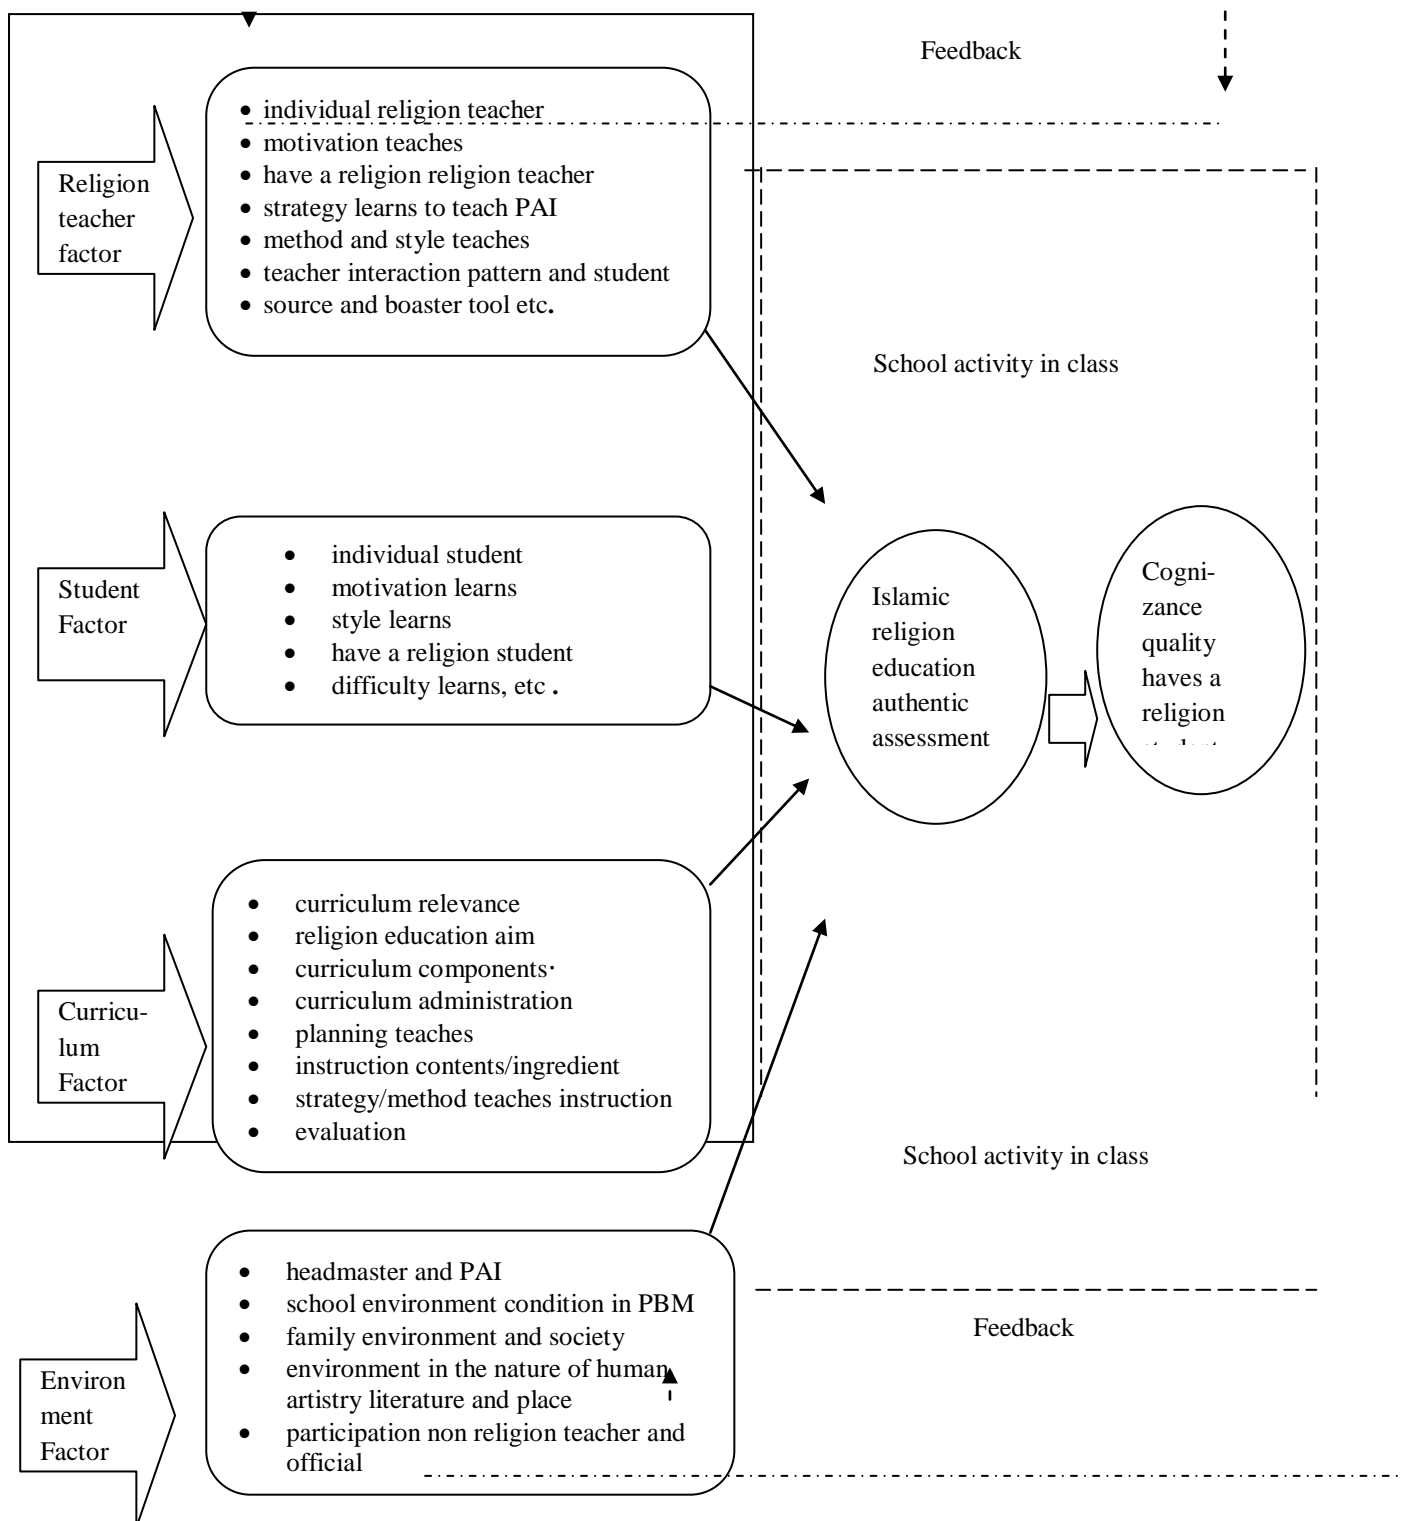 Feedback
• individual religion teacher
• motivation teaches
• have a religion religion teacher
• strategy learns to teach PAI
• method and style teaches
• teacher interaction pattern and student
• source and boaster tool etc.
Religion
teacher
factor
School activity in class
• individual student
• motivation learns
• style learns
• have a religion student
• difficulty learns, etc .
Student
Factor
Islamic
religion
education
authentic
assessment
Cogni-
zance
quality
haves a
religion
• curriculum relevance
• religion education aim
• curriculum components·
• curriculum administration
• planning teaches
• instruction contents/ingredient
• strategy/method teaches instruction
• evaluation
Curricu-
lum
Factor
School activity in class
• headmaster and PAI
• school environment condition in PBM
• family environment and society
• environment in the nature of human
artistry literature and place
• participation non religion teacher and
official
Environ
ment
Factor
Feedback